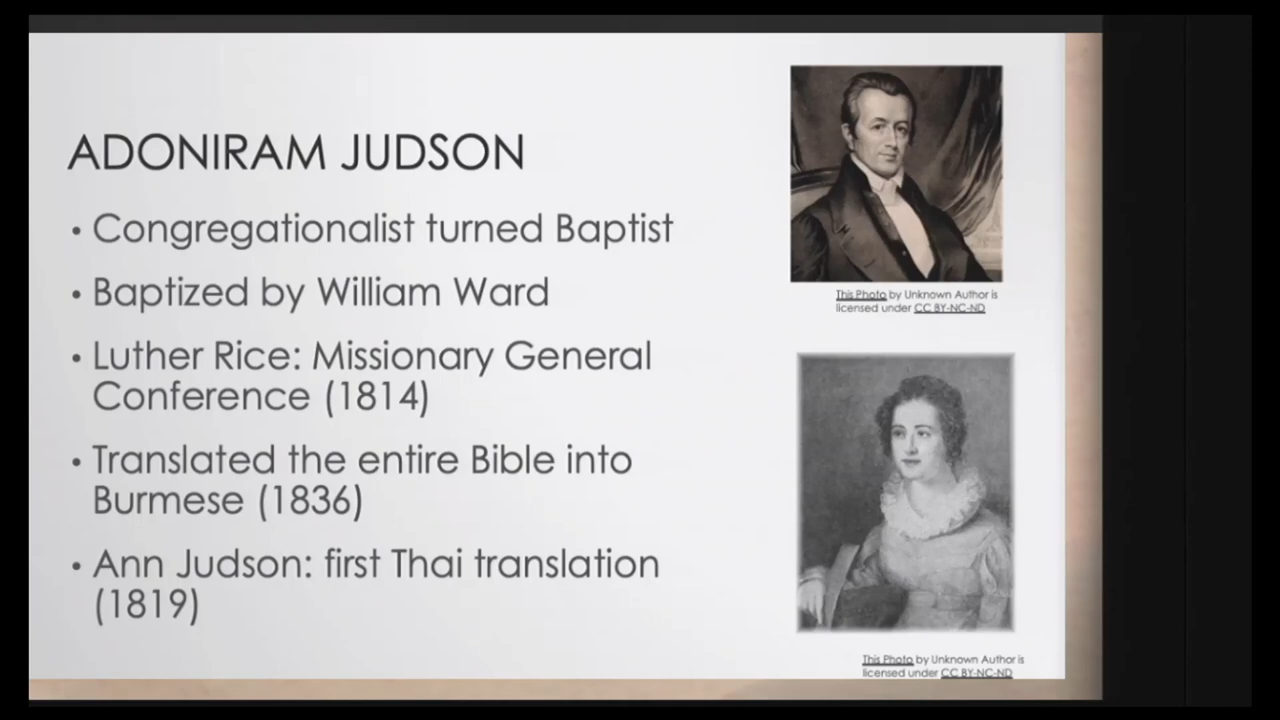 ADONIRAM JUDSON
• Congregationalist turned Baptist
• Baptized by William Ward
• Luther Rice: Missionary General
Conference (1814)
• Translated the entire Bible into
Burmese (1836)
• Ann Judson: first Thai translation
(1819)
This Photo by Unknown Author is
licensed under CC BY-NC-ND
This Photo by Unknown Author is
licensed under CC BY-NC-ND